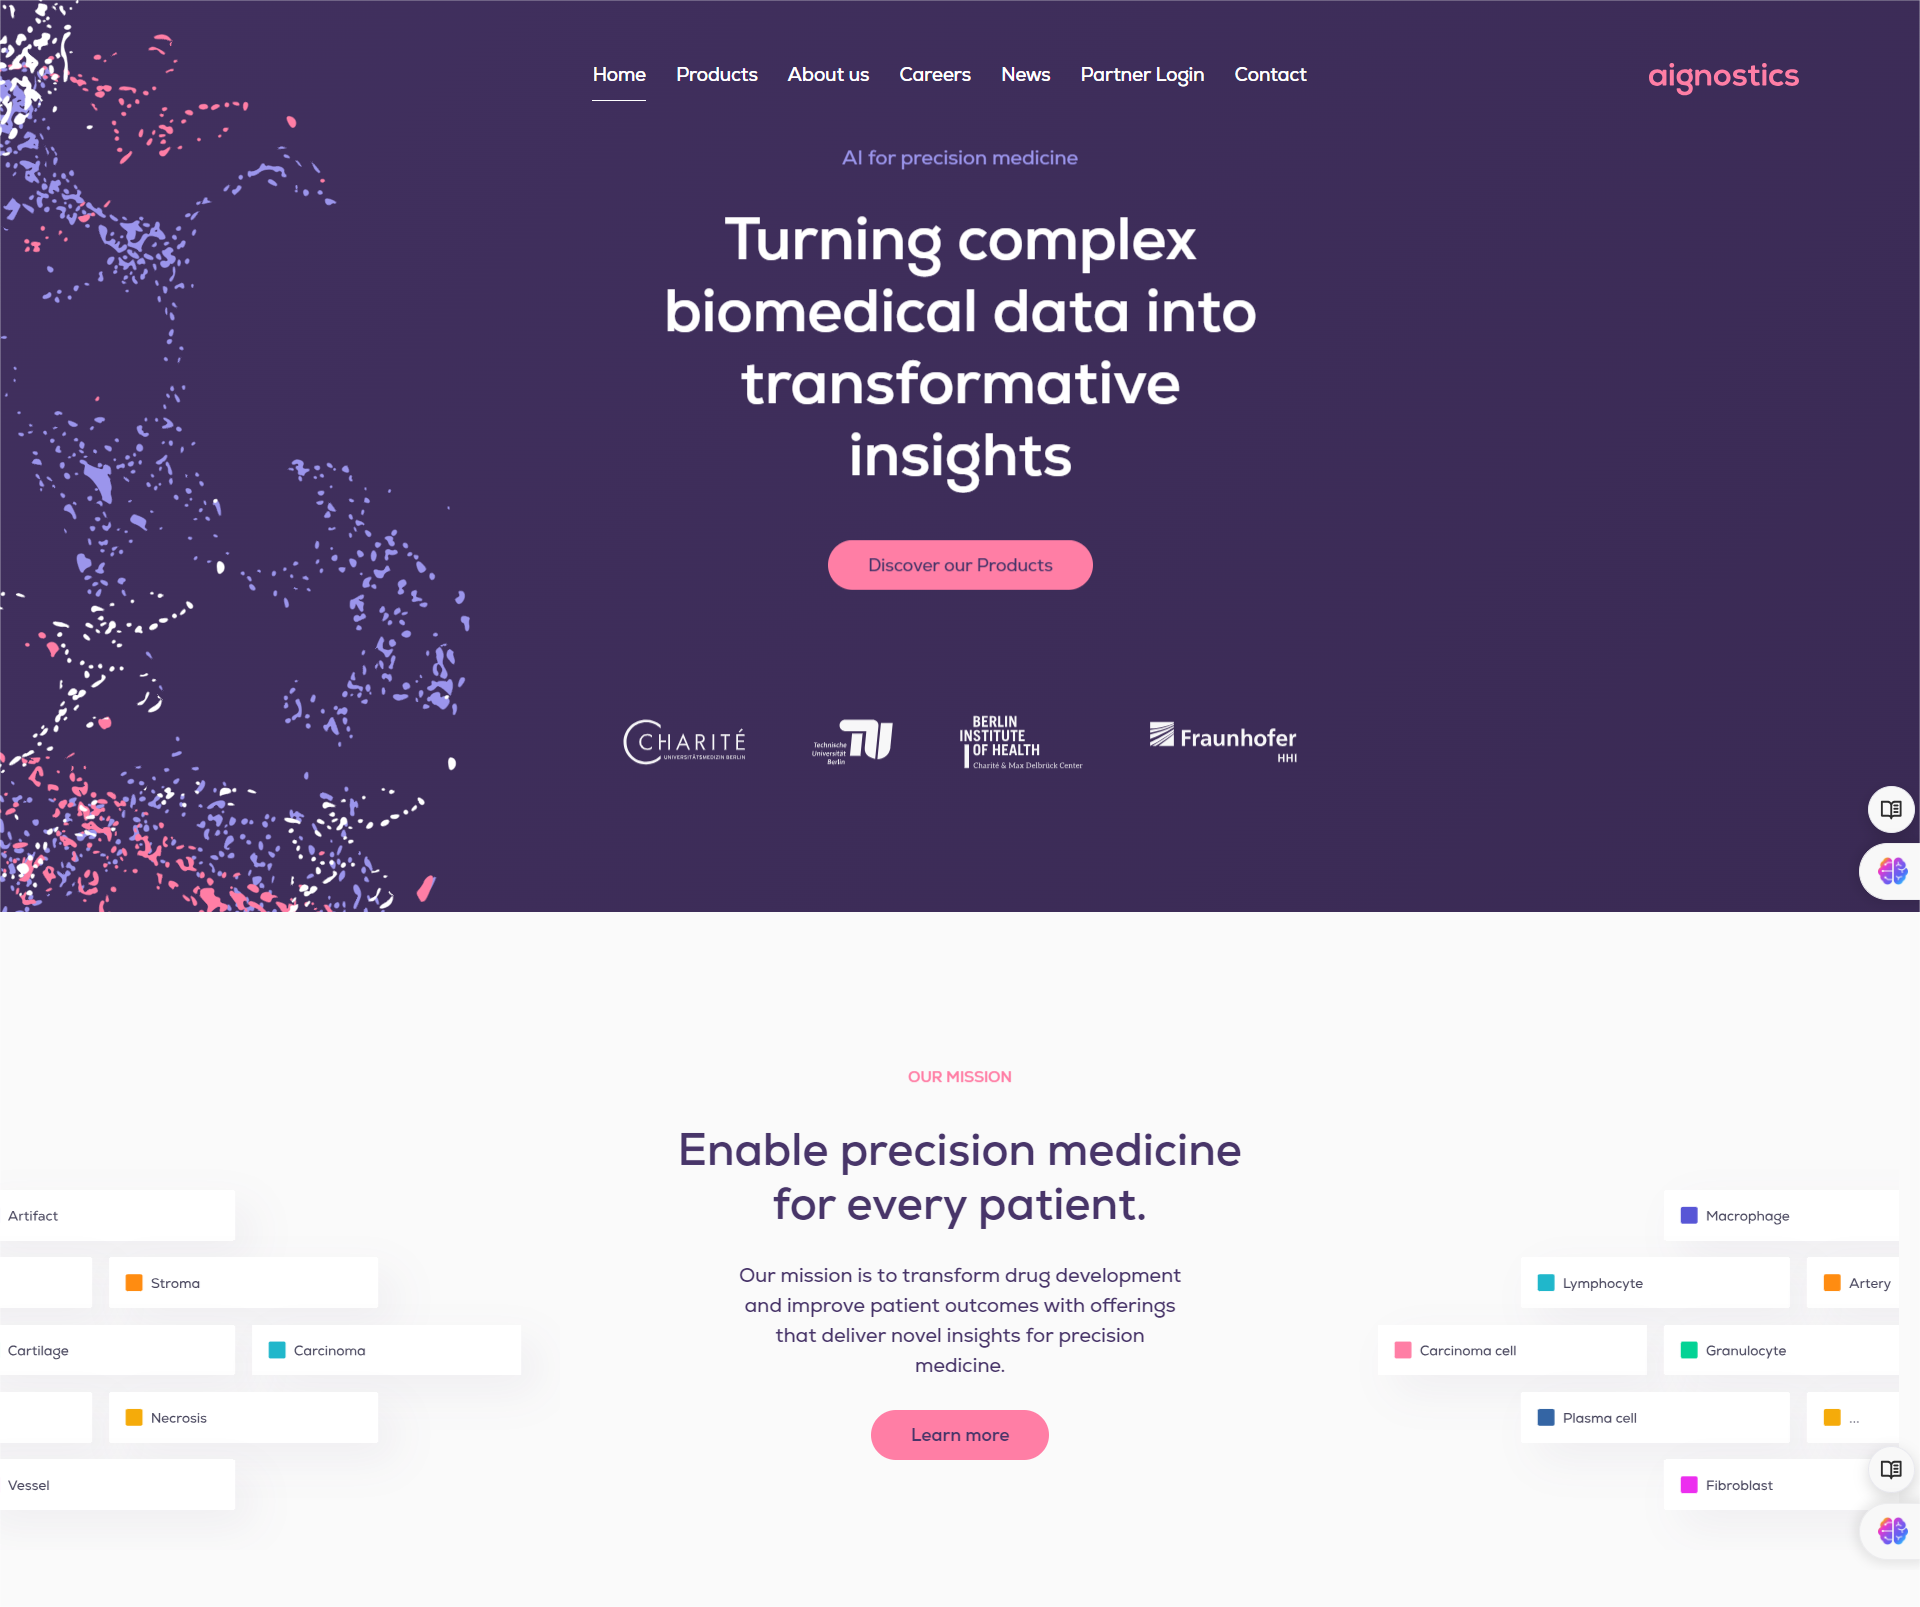 Home Products About us Careers News Partner Login Contact
aignostics
AI for precision medicine
Turning complex
biomedical data into
transformative
insights
Discover our Products
CHARITÉ
UNIVERSITÄTSMEDIZIN BERLIN
Technische
Universität
Berlin
TU
BERLIN
INSTITUTE
OF HEALTH
Charité & Max Delbrück Center
Fraunhofer
HHI
OUR MISSION
Enable precision medicine
for every patient.
Our mission is to transform drug development
and improve patient outcomes with offerings
that deliver novel insights for precision
medicine.
Learn more
Artifact
Stroma
Cartilage
Carcinoma
Necrosis
Vessel
Macrophage
Lymphocyte
Artery
Carcinoma cell
Granulocyte
Plasma cell
...
Fibroblast